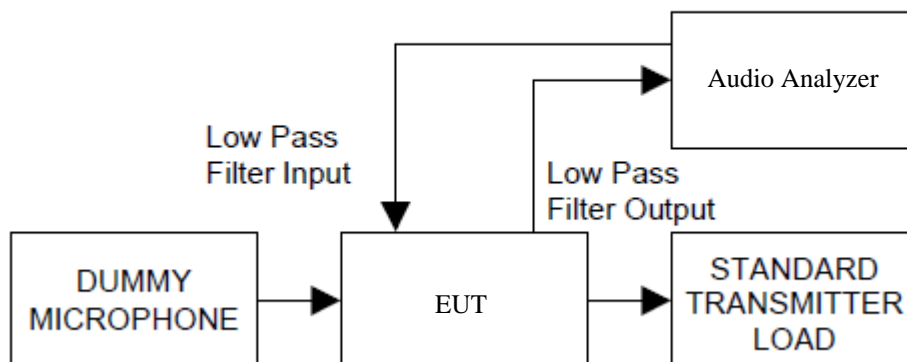 Audio Analyzer
Low Pass
Filter Input
Low Pass
Filter Output
DUMMY
MICROPHONE
EUT
STANDARD
TRANSMITTER
LOAD